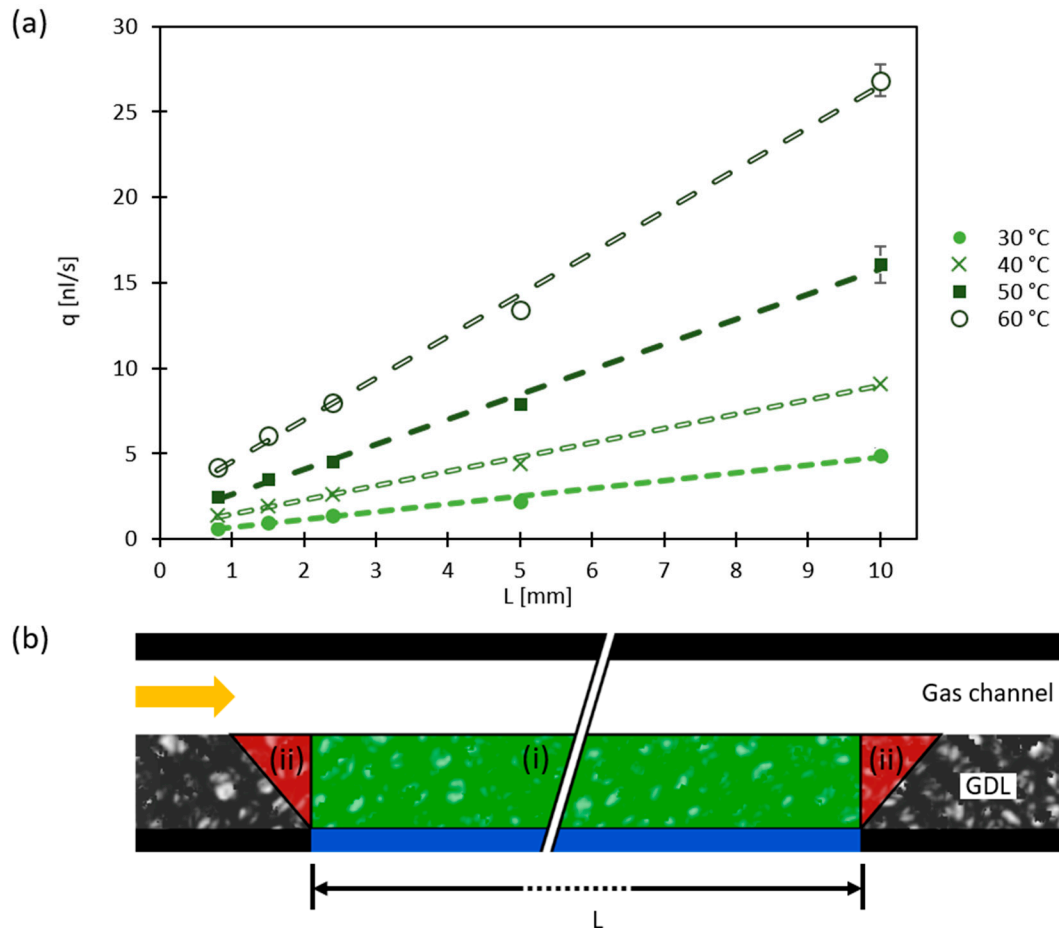 (a)
30
25
20
15
10
5
0
q [nl/s]
0 1 2 3 4 5 6 7 8 9 10
L [mm]
30 °C
40 °C
50 °C
60 °C
(b)
Gas channel
(ii) (i) (ii)
GDL
L